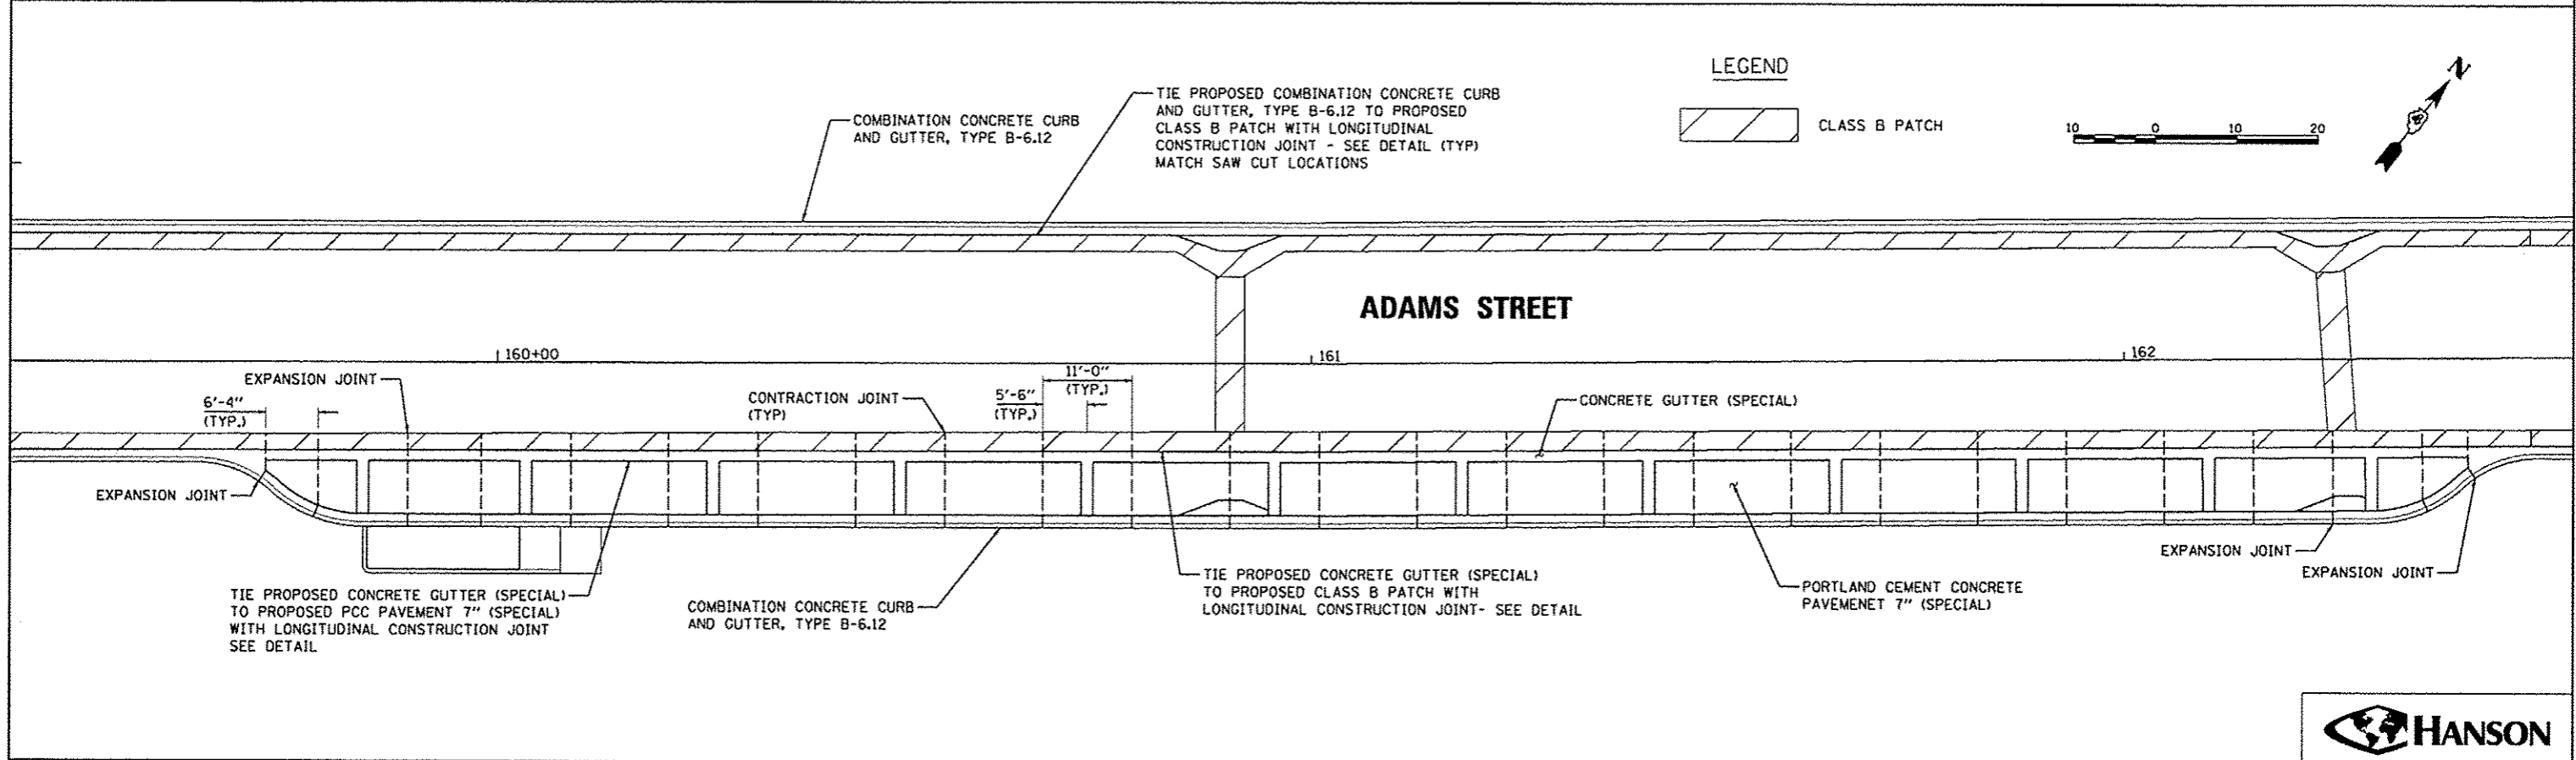 LEGEND
CLASS B PATCH
10 0 10 20
N
COMBINATION CONCRETE CURB
AND GUTTER, TYPE B-6.12
TIE PROPOSED COMBINATION CONCRETE CURB
AND GUTTER, TYPE B-6.12 TO PROPOSED
CLASS B PATCH WITH LONGITUDINAL
CONSTRUCTION JOINT - SEE DETAIL (TYP)
MATCH SAW CUT LOCATIONS
ADAMS STREET
160+00
161
162
EXPANSION JOINT
6'-4"
(TYP.)
CONTRACTION JOINT
(TYP)
5'-6"
(TYP.)
11'-0"
(TYP.)
CONCRETE GUTTER (SPECIAL)
EXPANSION JOINT
TIE PROPOSED CONCRETE GUTTER (SPECIAL)
TO PROPOSED PCC PAVEMENT 7" (SPECIAL)
WITH LONGITUDINAL CONSTRUCTION JOINT
SEE DETAIL
COMBINATION CONCRETE CURB
AND GUTTER, TYPE B-6.12
TIE PROPOSED CONCRETE GUTTER (SPECIAL)
TO PROPOSED CLASS B PATCH WITH
LONGITUDINAL CONSTRUCTION JOINT- SEE DETAIL
PORTLAND CEMENT CONCRETE
PAVEMENET 7" (SPECIAL)
EXPANSION JOINT
EXPANSION JOINT
HANSON